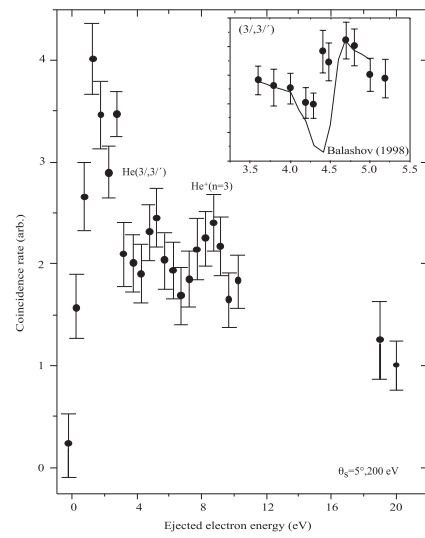 (3/,3/´)
Balashov (1998)
3.5 4.0 4.5 5.0 5.5
4
3
2
1
0
Coincidence rate (arb.)
He(3/,3/´)
He⁺(n=3)
θs=5°,200 eV
0 4 8 12 16 20
Ejected electron energy (eV)